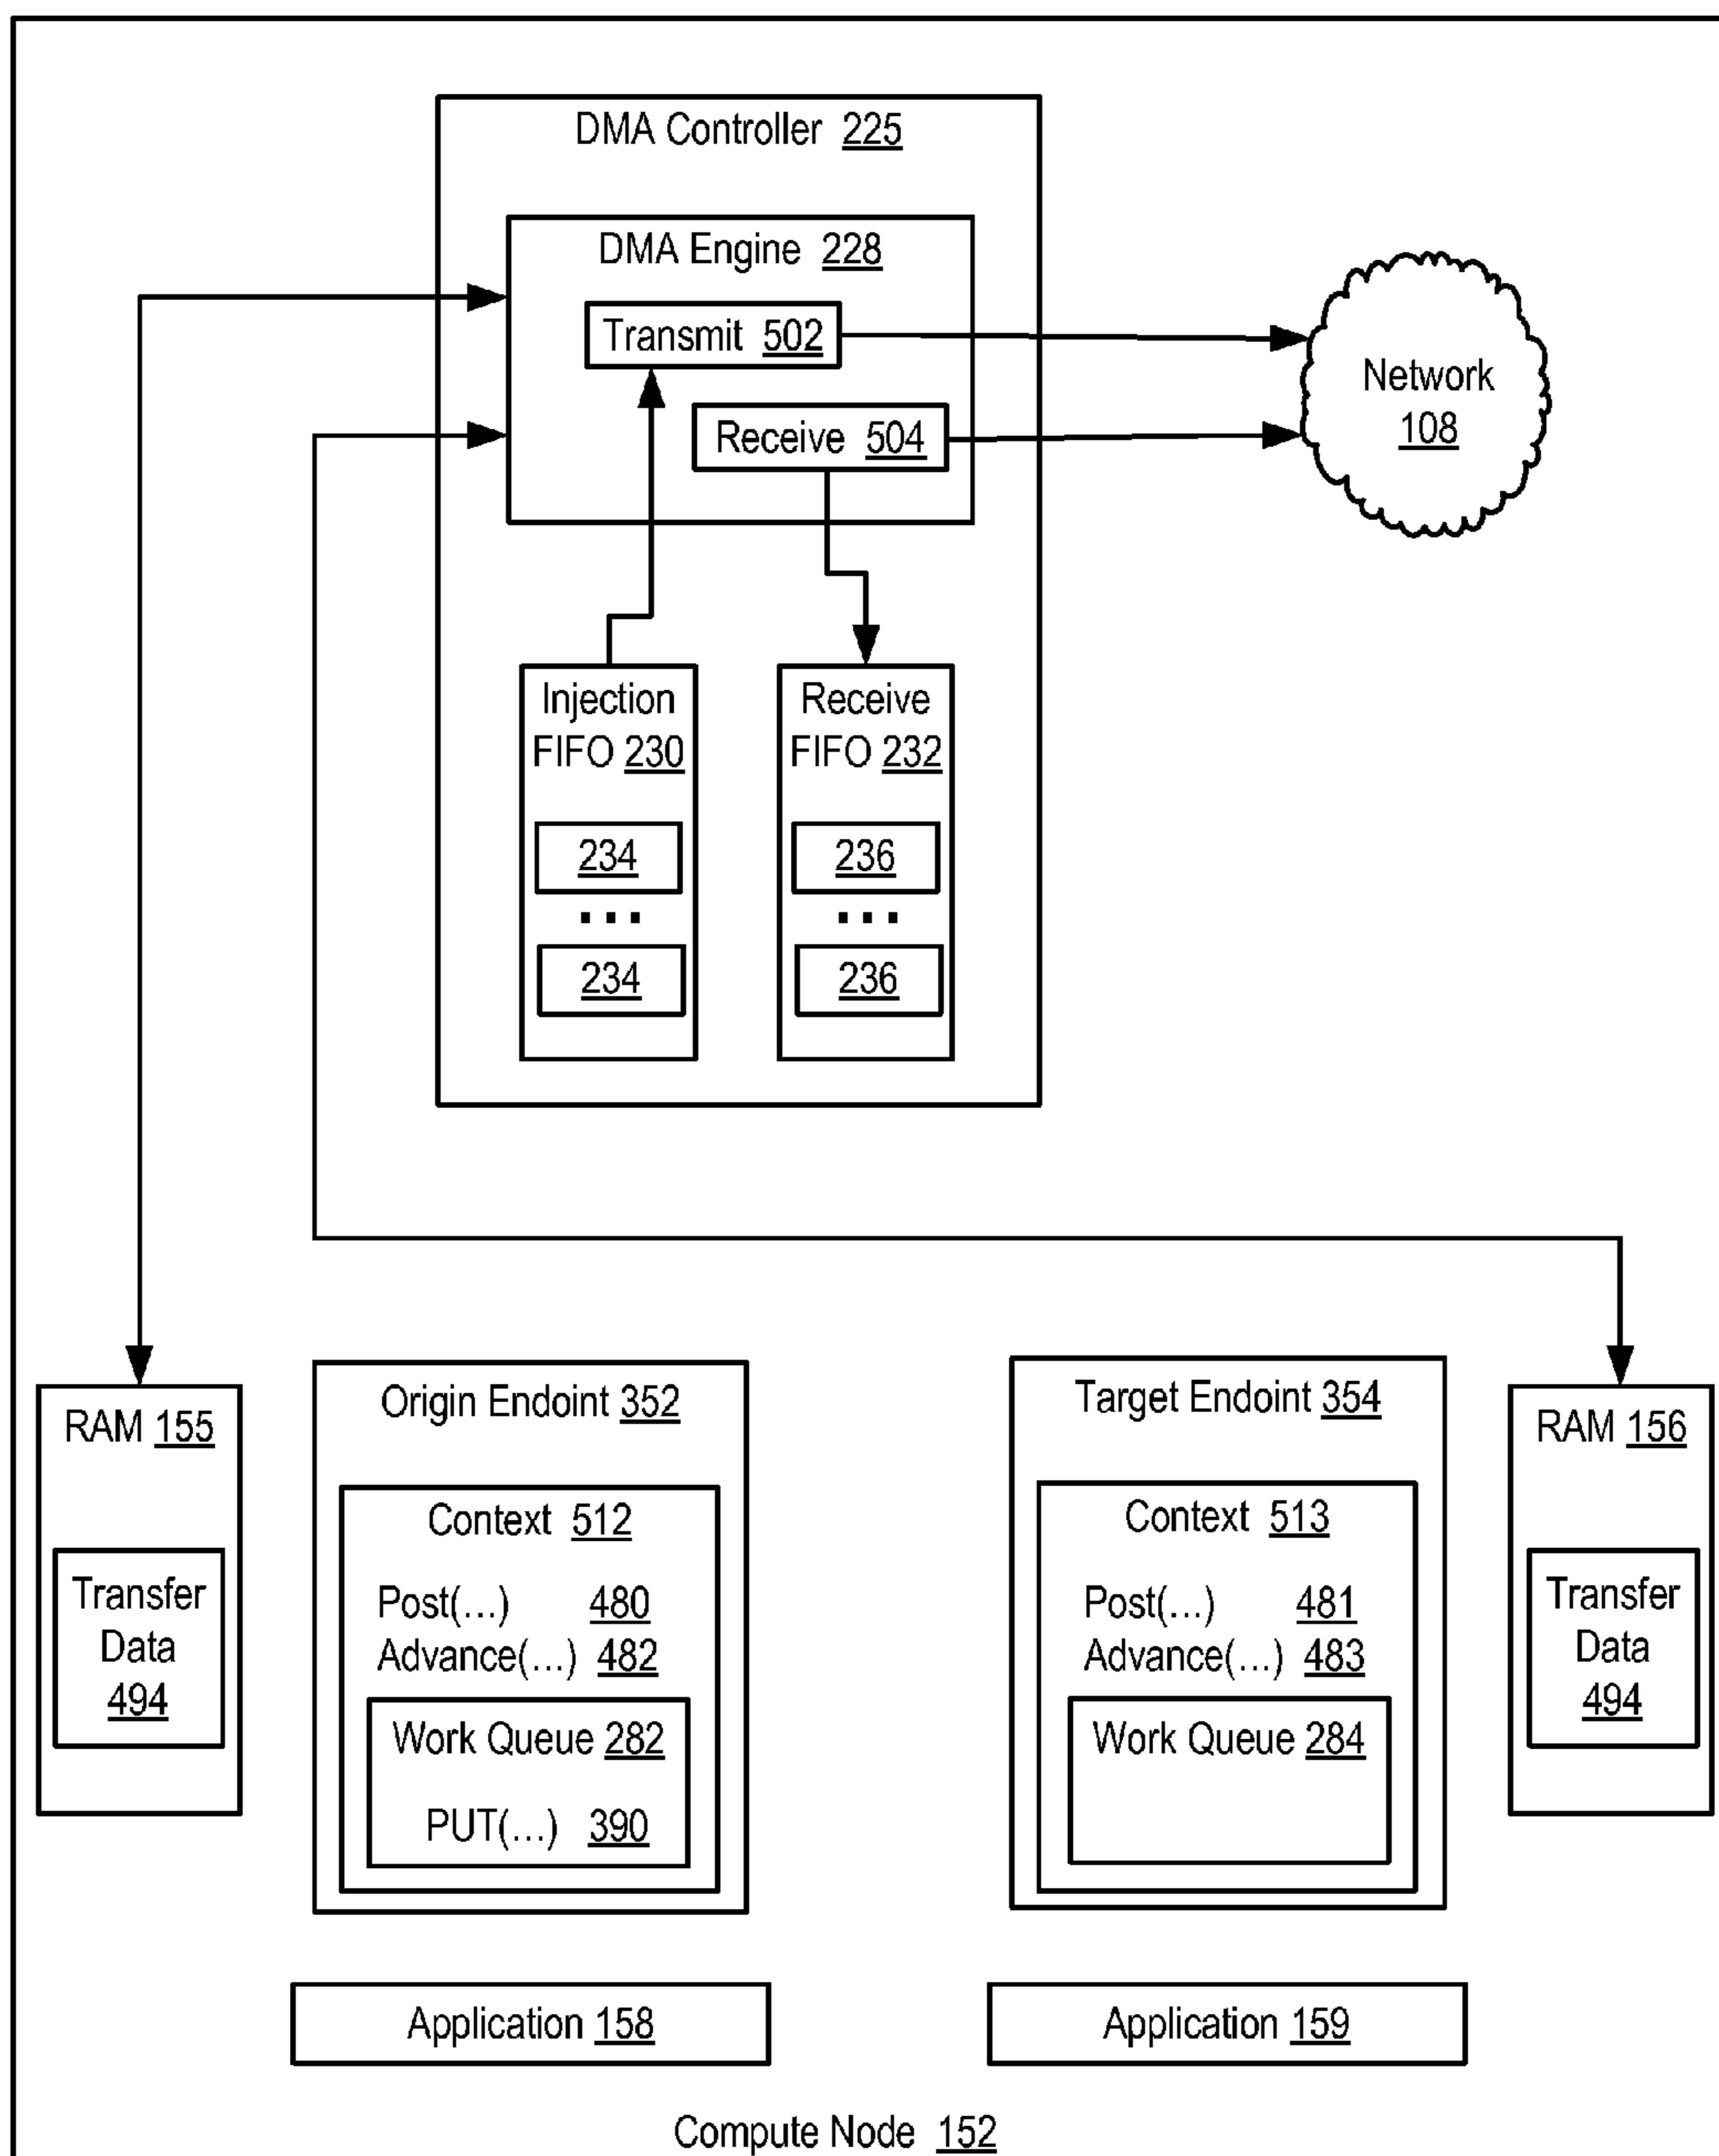 DMA Controller 225
DMA Engine 228
Transmit 502
Receive 504
Network
108
Injection
FIFO 230
234
...
234
Receive
FIFO 232
236
...
236
RAM 155
Transfer
Data
494
Origin Endoint 352
Context 512
Post(...) 480
Advance(...) 482
Work Queue 282
PUT(...) 390
Target Endoint 354
Context 513
Post(...) 481
Advance(...) 483
Work Queue 284
RAM 156
Transfer
Data
494
Application 158
Application 159
Compute Node 152